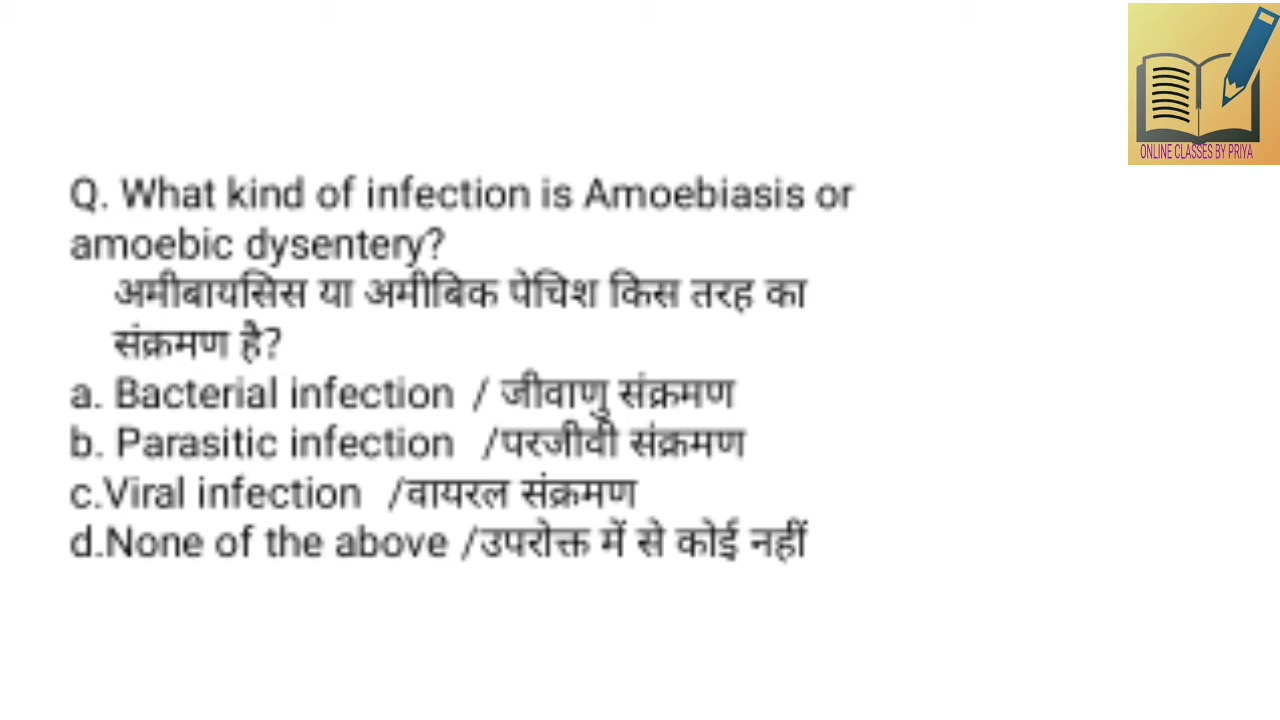 ONLINE CLASSES BY PRIYA
Q. What kind of infection is Amoebiasis or
amoebic dysentery?
अमीबायसिस या अमीबिक पेचिश किस तरह का
संक्रमण है?
a. Bacterial infection / जीवाणु संक्रमण
b. Parasitic infection /परजीवी संक्रमण
c.Viral infection /वायरल संक्रमण
d.None of the above /उपरोक्त में से कोई नहीं